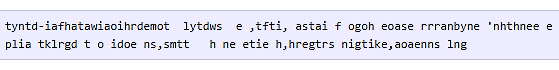 tyntd-iafhatawiaoihrdemot  lytdws  e ,tfti, astai f ogoh eoase rrranbyne 'nhthnee e
plia tklrgd t o idoe ns,smtt   h ne etie h,hregtrs nigtike,aoaenns lng